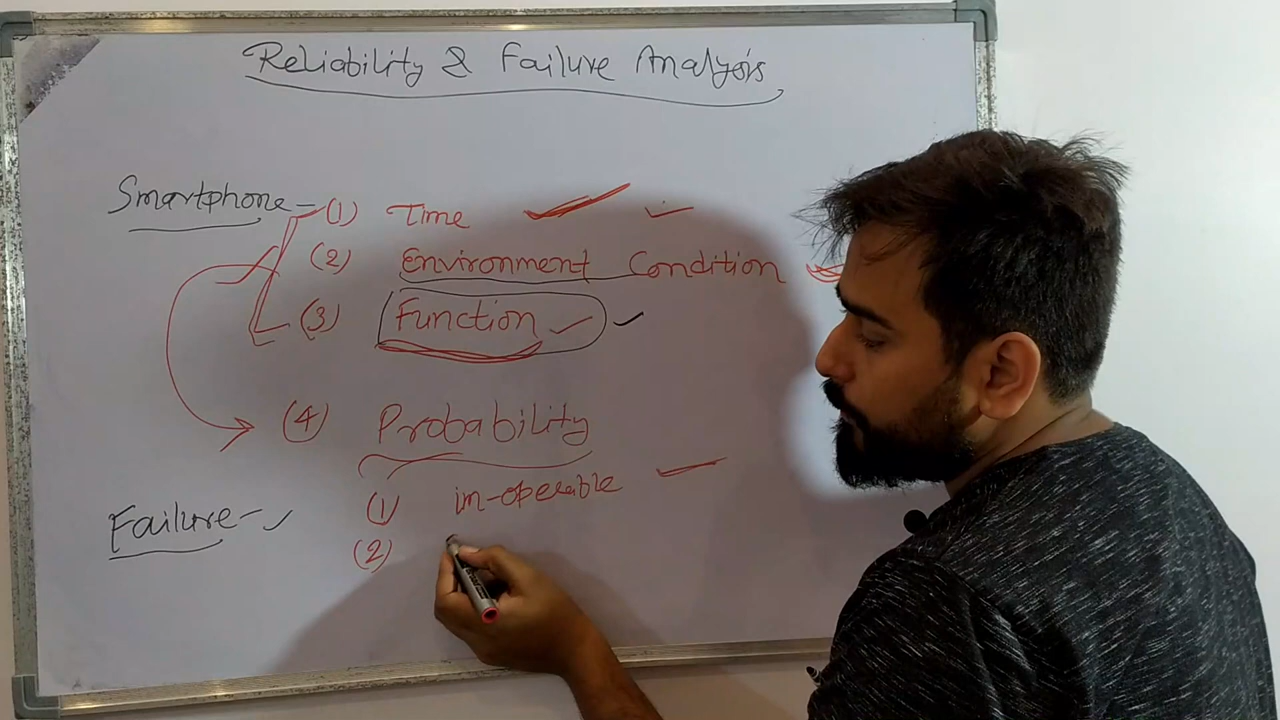 Reliability & Failure Analysis
Smartphone - (1) Time
(2) Environment Condition
(3) Function
(4) Probability
Failure - (1) in-operable
(2)